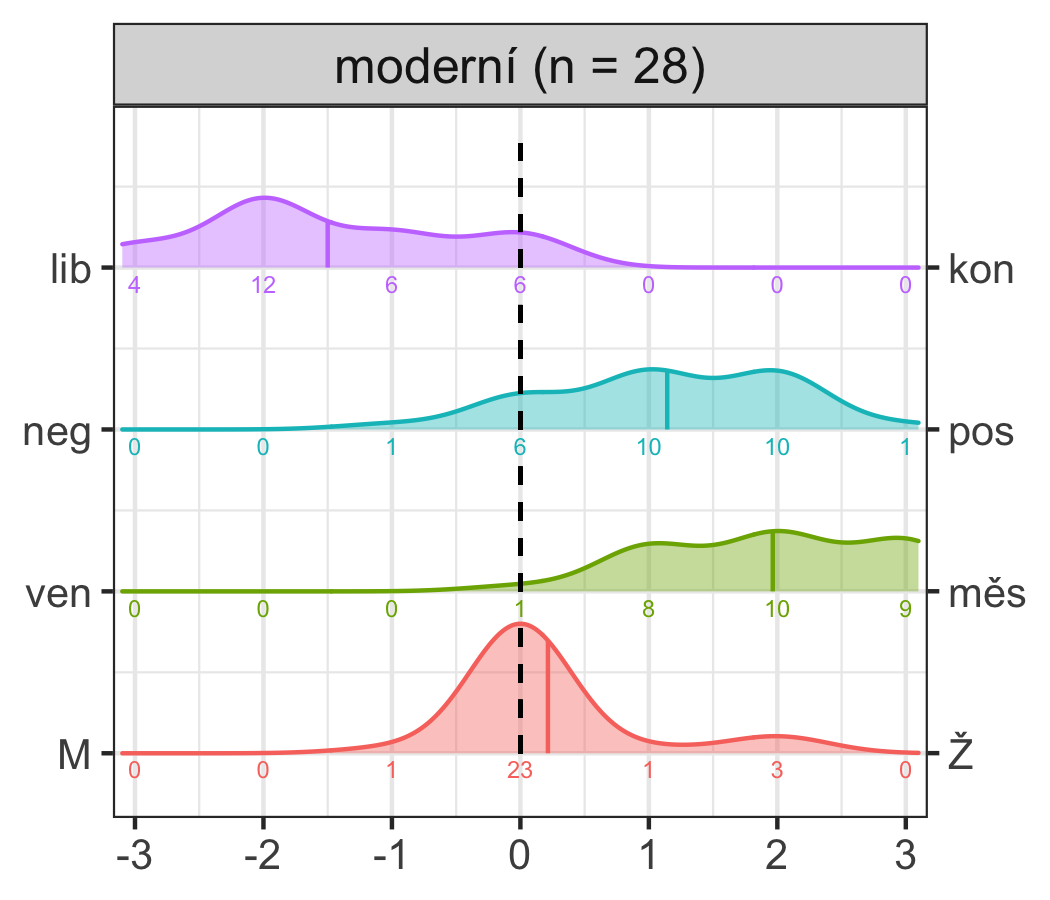 moderní (n = 28)
lib kon
4 12 6 6 0 0 0
neg pos
0 0 1 6 10 10 1
ven měs
0 0 0 1 8 10 9
M Ž
0 0 1 23 1 3 0
-3 -2 -1 0 1 2 3